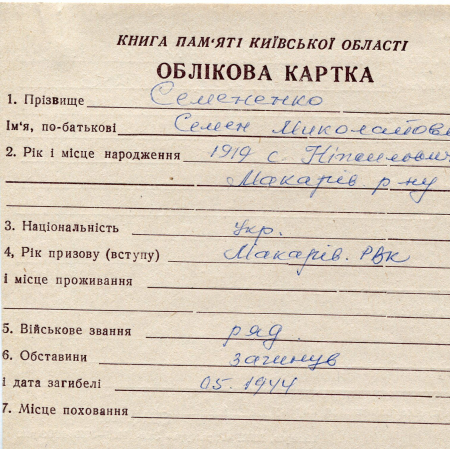 КНИГА ПАМ'ЯТІ КИЇВСЬКОЇ ОБЛАСТІ
ОБЛІКОВА КАРТКА
1. Прізвище Семененко
Ім'я, по-батькові Семен Миколайови
2. Рік і місце народження 1919 с.
Макарів р ну
3. Національність укр.
4, Рік призову (вступу) Макарів. РВК
і місце проживання
5. Військове звання ряд
6. Обставини загинув
і дата загибелі 05. 1944
7. Місце поховання